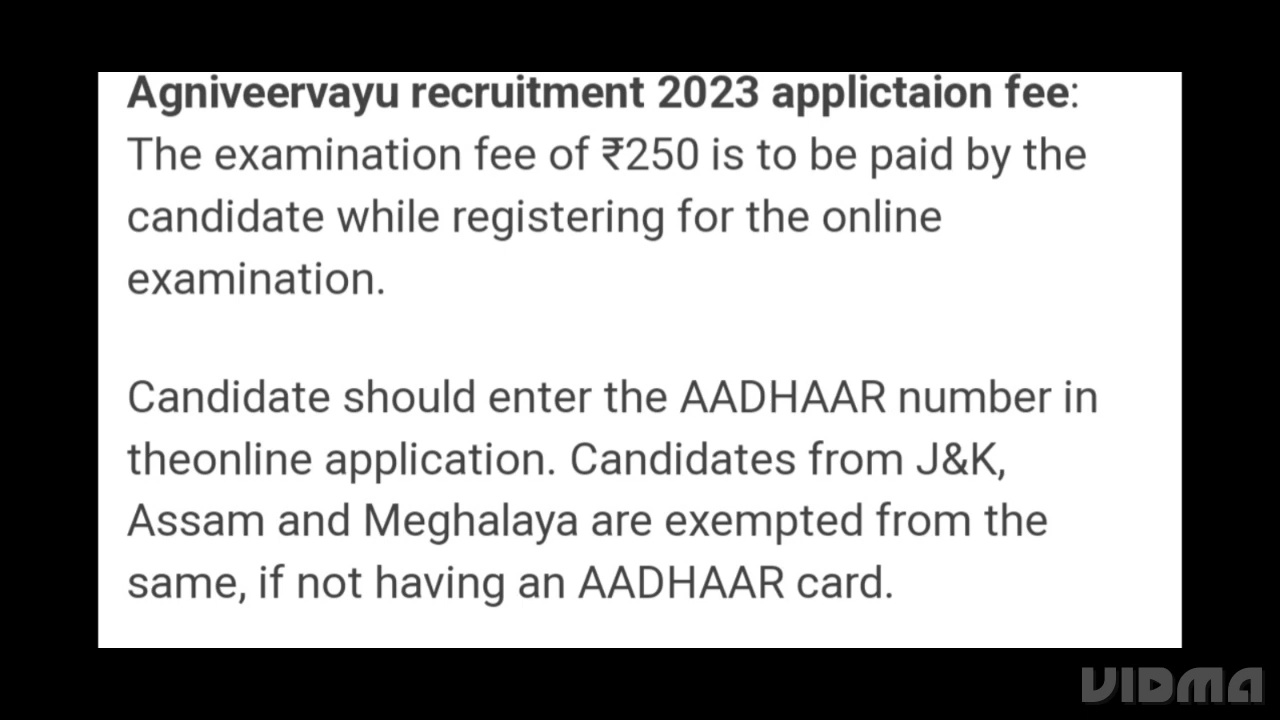 Agniveervayu recruitment 2023 applictaion fee:
The examination fee of ₹250 is to be paid by the
candidate while registering for the online
examination.
Candidate should enter the AADHAAR number in
theonline application. Candidates from J&K,
Assam and Meghalaya are exempted from the
same, if not having an AADHAAR card.
VIDMA